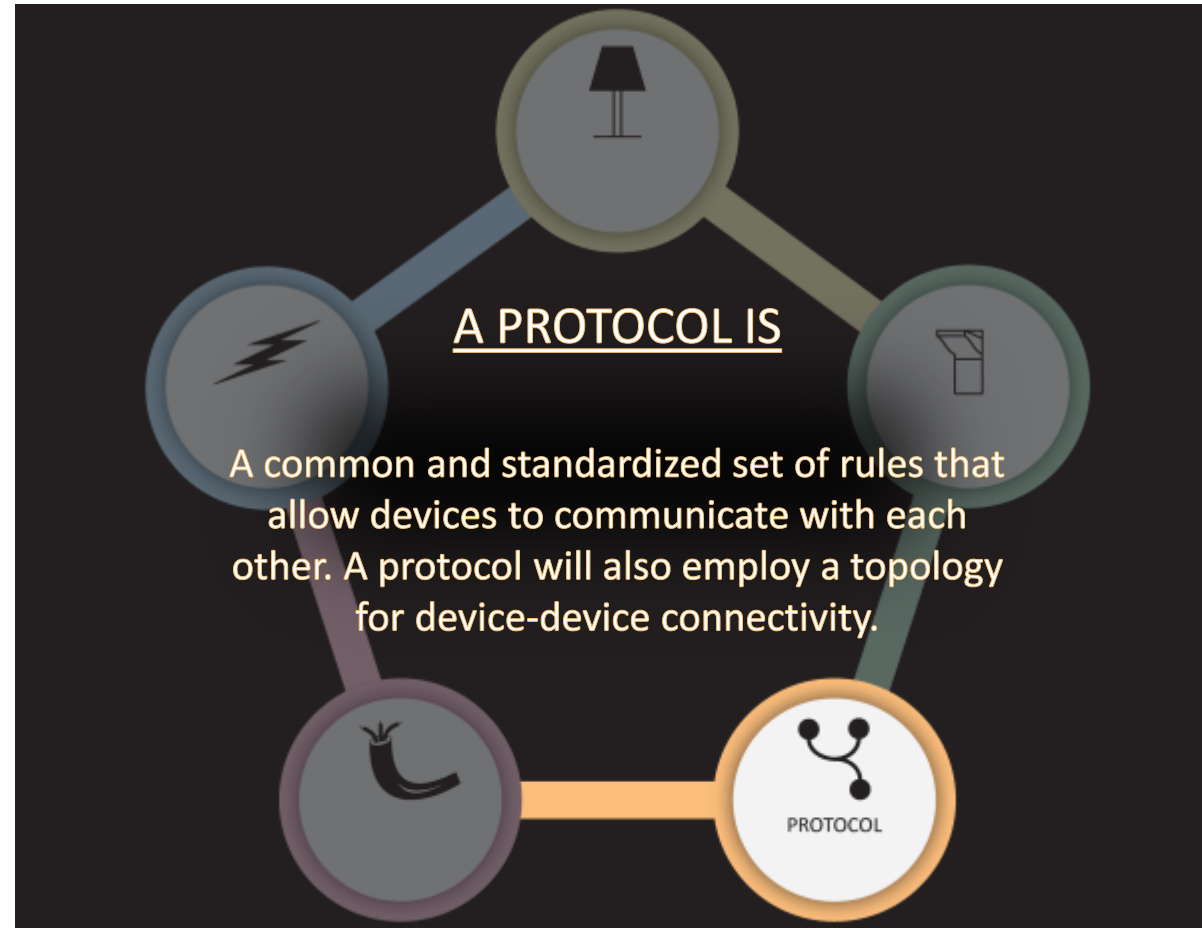 A PROTOCOL IS
A common and standardized set of rules that
allow devices to communicate with each
other. A protocol will also employ a topology
for device-device connectivity.
PROTOCOL